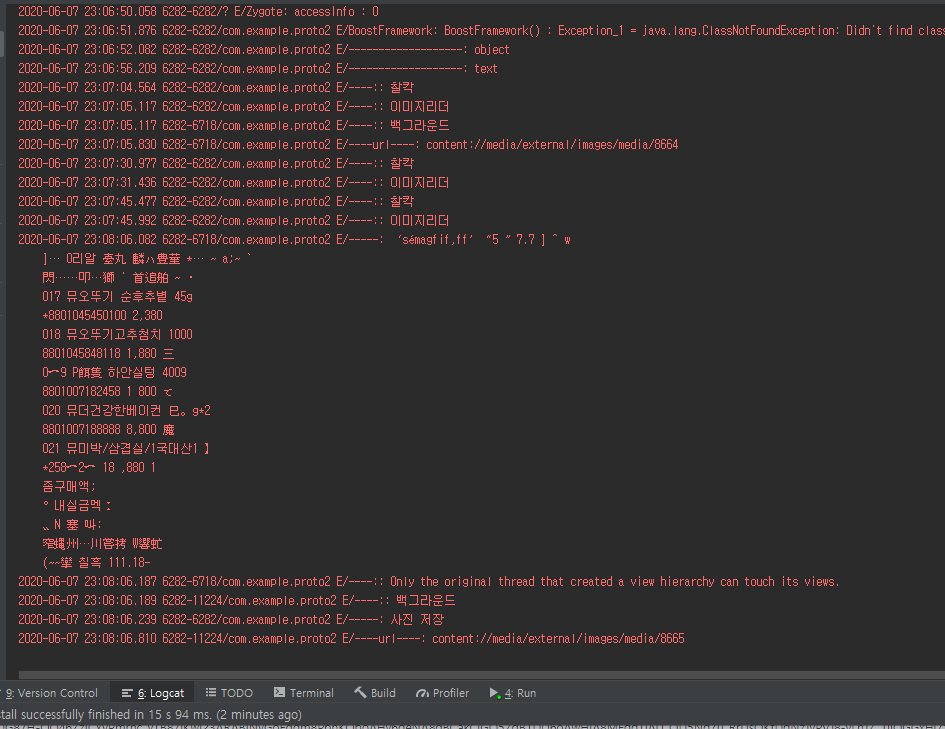 2020-06-07 23:06:50.058 6282-6282/? E/Zygote: accessInfo : 0
2020-06-07 23:06:51.876 6282-6282/com.example.proto2 E/BoostFramework: BoostFramework() : Exception_1 = java.lang.ClassNotFoundException: Didn't find clas
2020-06-07 23:06:52.082 6282-6282/com.example.proto2 E/-------------------: object
2020-06-07 23:06:56.209 6282-6282/com.example.proto2 E/-------------------: text
2020-06-07 23:07:04.564 6282-6282/com.example.proto2 E/----:: 찰칵
2020-06-07 23:07:05.117 6282-6282/com.example.proto2 E/----:: 이미지리더
2020-06-07 23:07:05.117 6282-6718/com.example.proto2 E/----:: 백그라운드
2020-06-07 23:07:05.830 6282-6718/com.example.proto2 E/----url----: content://media/external/images/media/8664
2020-06-07 23:07:30.977 6282-6282/com.example.proto2 E/----:: 찰칵
2020-06-07 23:07:31.436 6282-6282/com.example.proto2 E/----:: 이미지리더
2020-06-07 23:07:45.477 6282-6282/com.example.proto2 E/----:: 찰칵
2020-06-07 23:07:45.992 6282-6282/com.example.proto2 E/----:: 이미지리더
2020-06-07 23:08:06.082 6282-6718/com.example.proto2 E/-----: ‘sémagfif,ff’ “5 ” 7.7 ] ^ w
]… 0리알 臺丸 麟ハ豊菫 *… ~ a;~ `
閃……叩…獅 ' 首追舶 ~ ·
017 뮤오뚜기 순후추볕 45g
*8801045450100 2,380
018 뮤오뚜기고추첨치 1000
8801045848118 1,880 三
0一9 P餌隻 하안실텅 4009
8801007182458 1 800 て
020 뮤더건강한베이컨 巳。g*2
8801007188888 8,800 魔
021 뮤미박/삼겹실/1국대산1 】
*258一2一 18 ,880 1
좀구매액;
° 내실금멕 :
N 塞 叫:
(~~ 칠흑 111.18-
2020-06-07 23:08:06.187 6282-6718/com.example.proto2 E/----:: Only the original thread that created a view hierarchy can touch its views.
2020-06-07 23:08:06.189 6282-11224/com.example.proto2 E/----:: 백그라운드
2020-06-07 23:08:06.239 6282-6282/com.example.proto2 E/-----: 사진 저장
2020-06-07 23:08:06.810 6282-11224/com.example.proto2 E/----url----: content://media/external/images/media/8665
9: Version Control 6: Logcat TODO Terminal Build Profiler 4: Run
tall successfully finished in 15 s 94 ms. (2 minutes ago)